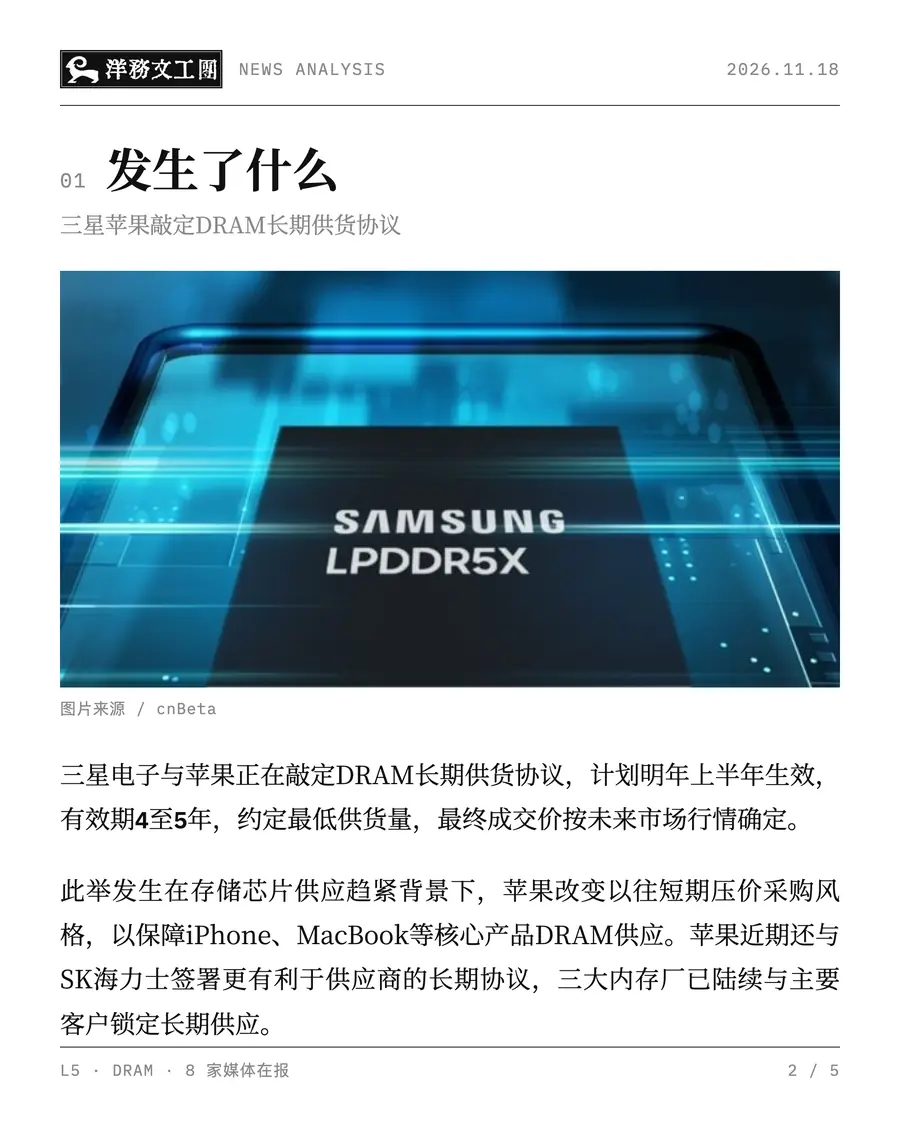 洋務文工團 NEWS ANALYSIS 2026.11.18
01 发生了什么
三星苹果敲定DRAM长期供货协议
SAMSUNG
LPDDR5X
图片来源 / cnBeta
三星电子与苹果正在敲定DRAM长期供货协议，计划明年上半年生效，
有效期4至5年，约定最低供货量，最终成交价按未来市场行情确定。
此举发生在存储芯片供应趋紧背景下，苹果改变以往短期压价采购风
格，以保障iPhone、MacBook等核心产品DRAM供应。苹果近期还与
SK海力士签署更有利于供应商的长期协议，三大内存厂已陆续与主要
客户锁定长期供应。
L5 · DRAM · 8 家媒体在报 2 / 5